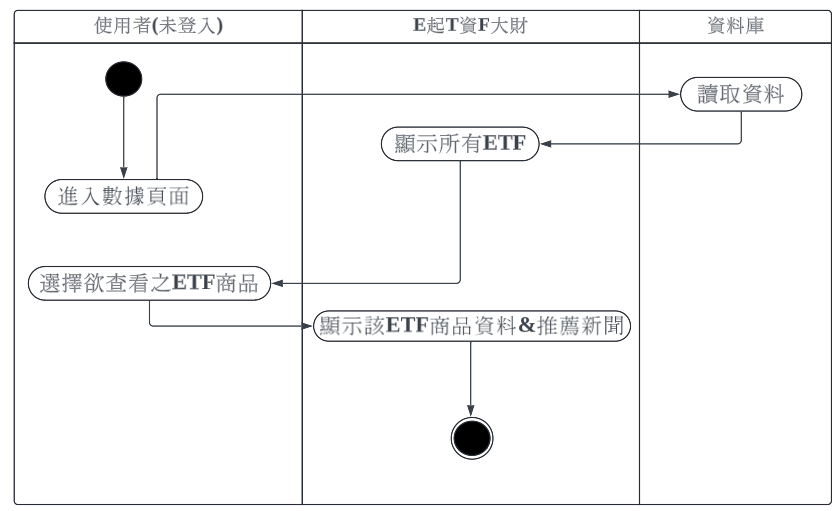 使用者(未登入)
E起T資F大財
資料庫
讀取資料
顯示所有ETF
進入數據頁面
選擇欲查看之ETF商品
顯示該ETF商品資料&推薦新聞